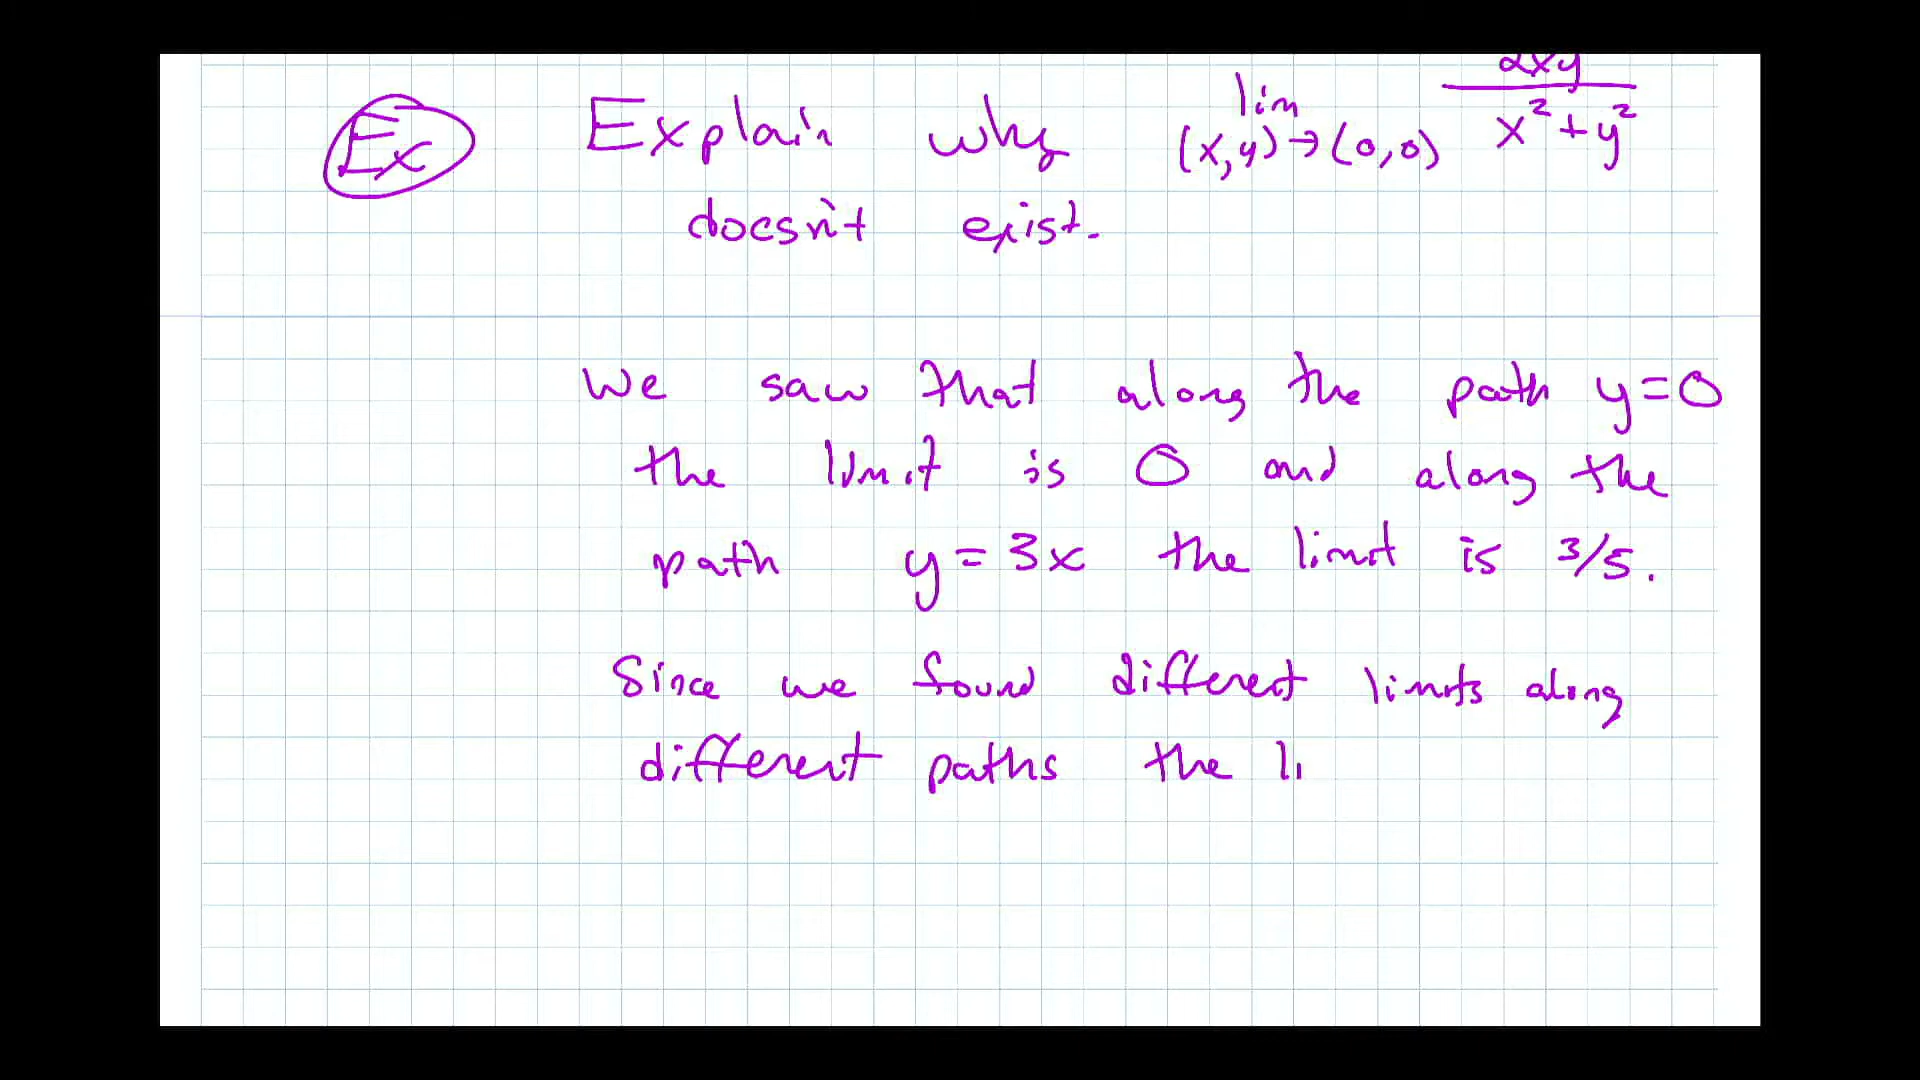 Ex Explain why lim (x,y)→(0,0) 2xy / x²+y²
doesn't exist.
We saw that along the path y=0
the limit is 0 and along the
path y=3x the limit is 3/5.
Since we found different limits along
different paths the li